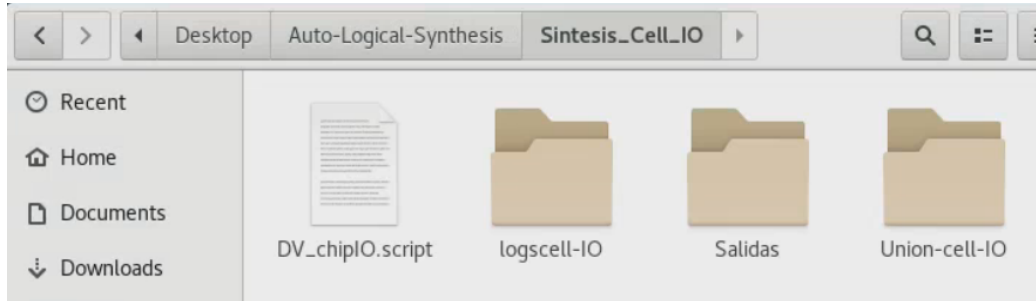 Desktop Auto-Logical-Synthesis Sintesis_Cell_IO
Recent
Home
Documents
Downloads
DV_chipIO.script logscell-IO Salidas Union-cell-IO